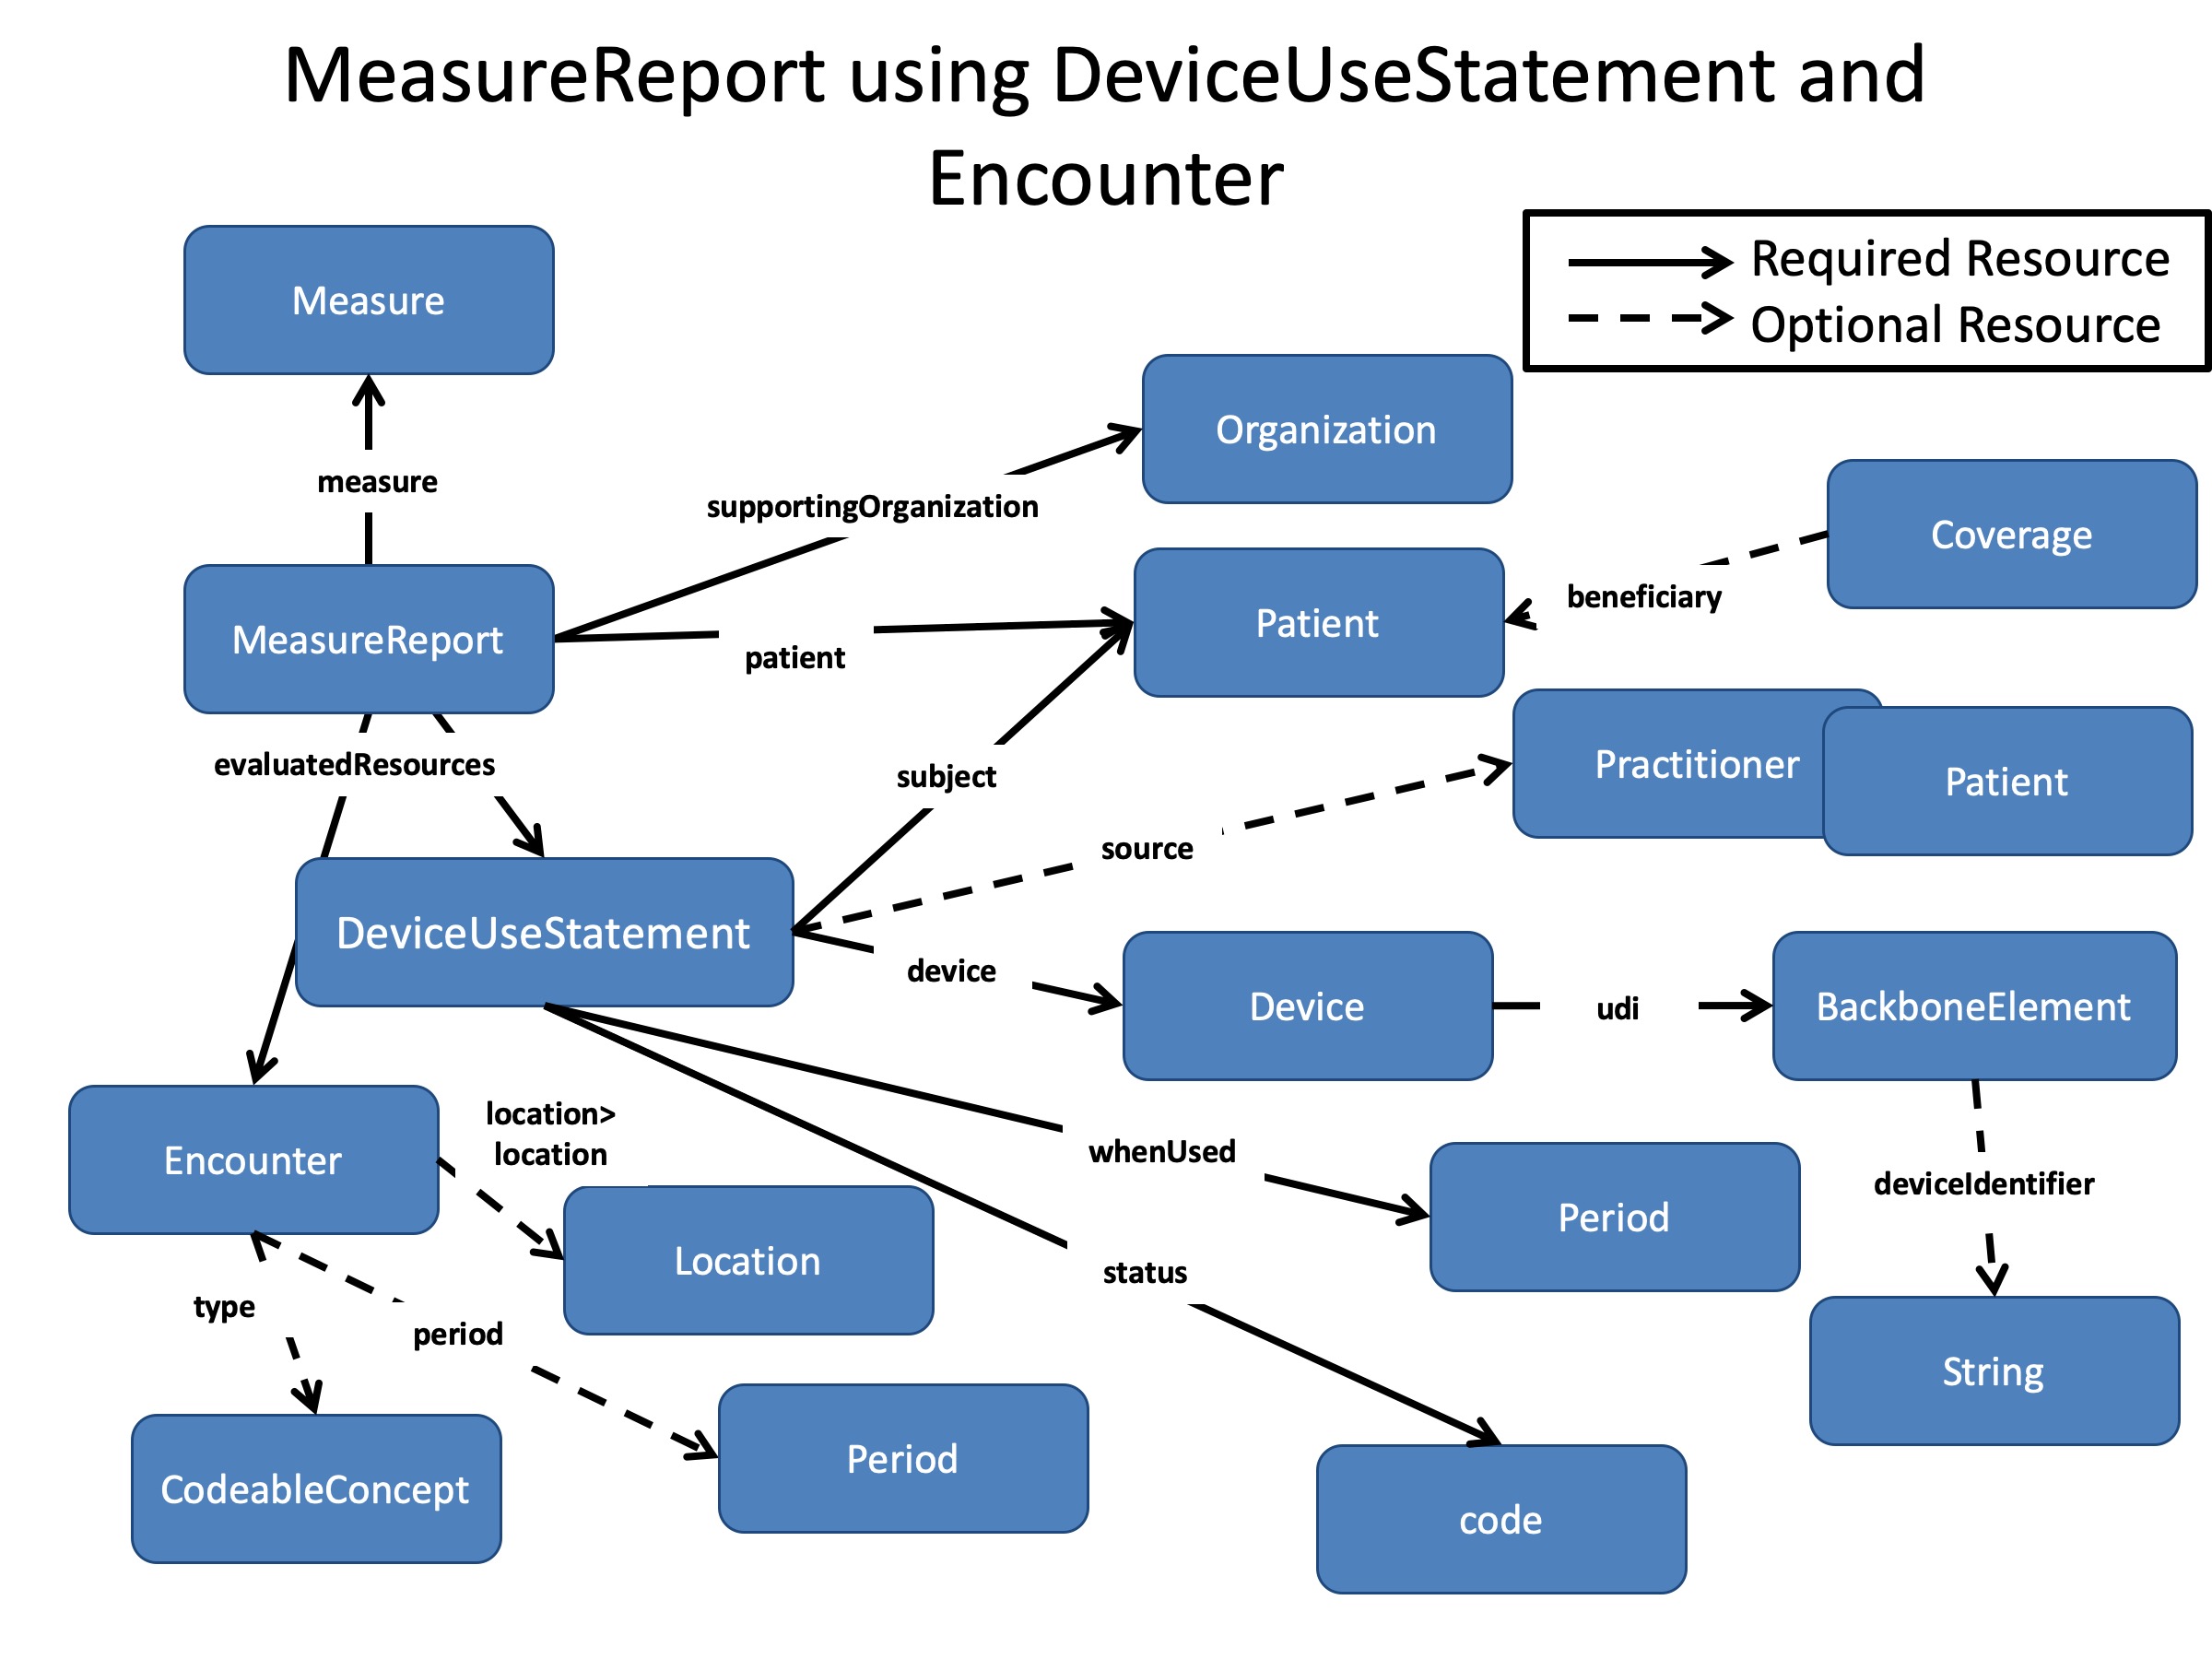 MeasureReport using DeviceUseStatement and
Encounter
Required Resource
Optional Resource
Measure
measure
Organization
supportingOrganization
Coverage
beneficiary
MeasureReport
patient
Patient
evaluatedResources
subject
Practitioner
Patient
source
DeviceUseStatement
device
Device
udi
BackboneElement
Encounter
location>
location
whenUsed
deviceIdentifier
Period
Location
status
type
period
String
Period
CodeableConcept
code